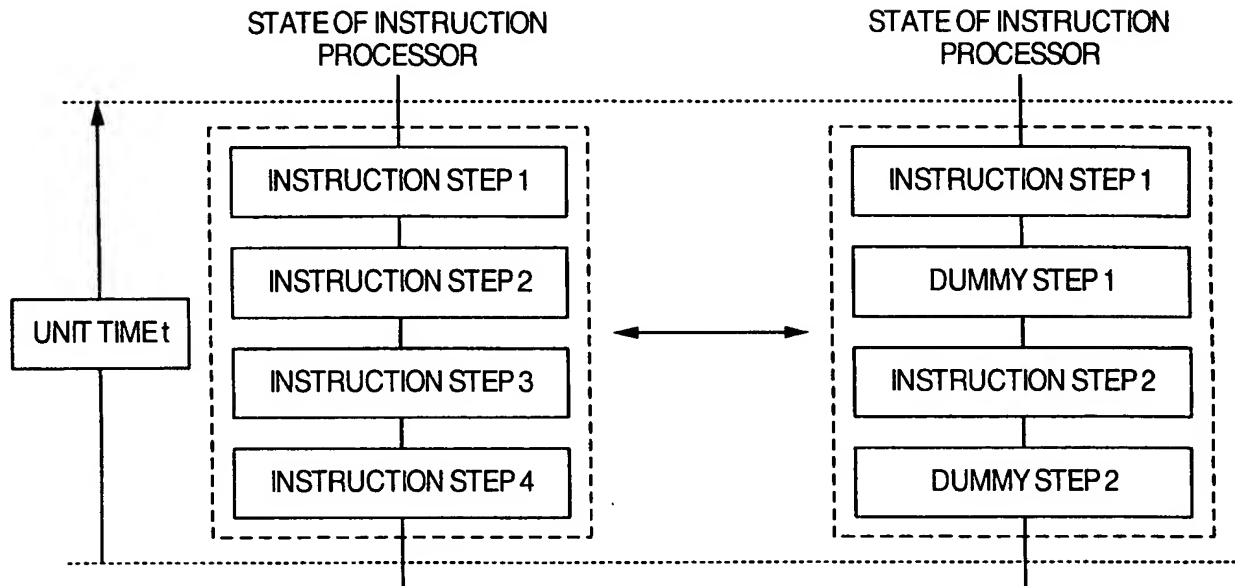 STATE OF INSTRUCTION
PROCESSOR
INSTRUCTION STEP 1
INSTRUCTION STEP 2
INSTRUCTION STEP 3
INSTRUCTION STEP 4
UNIT TIME t
STATE OF INSTRUCTION
PROCESSOR
INSTRUCTION STEP 1
DUMMY STEP 1
INSTRUCTION STEP 2
DUMMY STEP 2